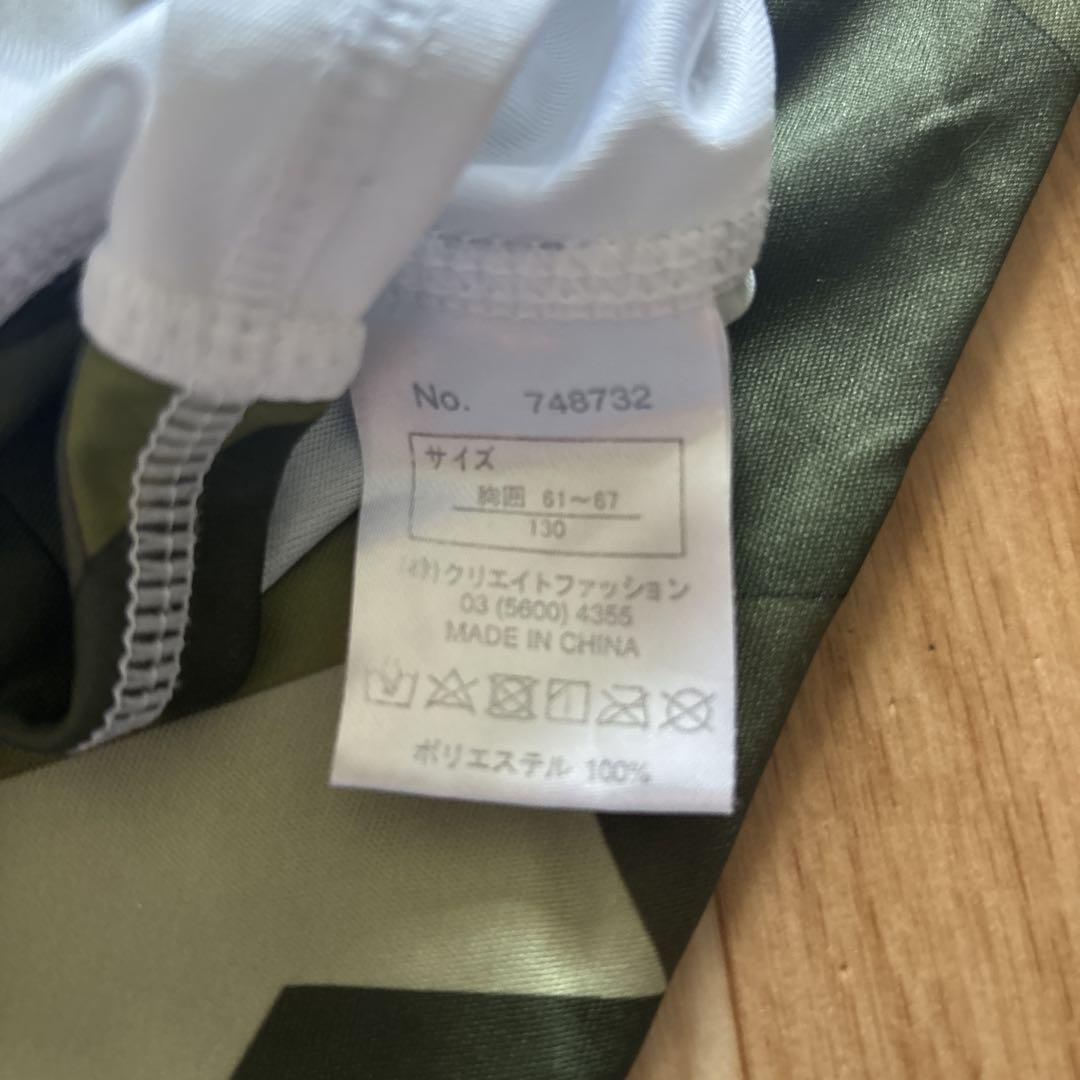 No. 748732
サイズ
胸囲 61〜67
130
(株)クリエイトファッション
03 (5600) 4355
MADE IN CHINA
ポリエステル 100%